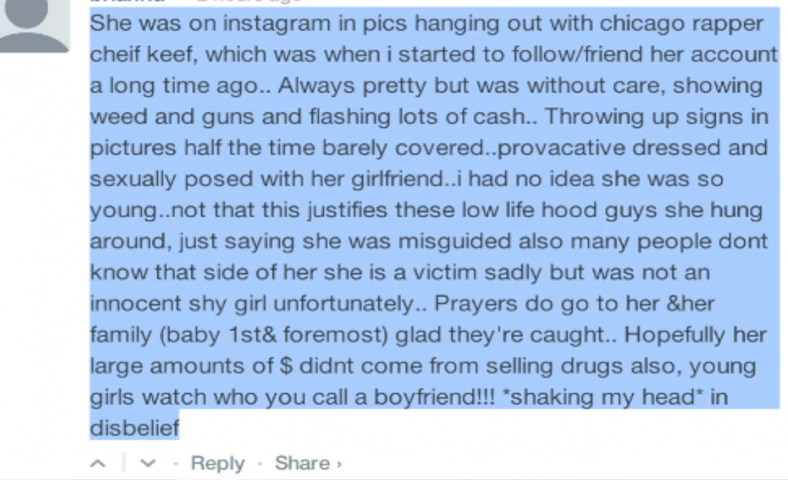 She was on instagram in pics hanging out with chicago rapper
cheif keef, which was when i started to follow/friend her account
a long time ago.. Always pretty but was without care, showing
weed and guns and flashing lots of cash.. Throwing up signs in
pictures half the time barely covered..provacative dressed and
sexually posed with her girlfriend..i had no idea she was so
young..not that this justifies these low life hood guys she hung
around, just saying she was misguided also many people dont
know that side of her she is a victim sadly but was not an
innocent shy girl unfortunately.. Prayers do go to her &her
family (baby 1st& foremost) glad they're caught.. Hopefully her
large amounts of $ didnt come from selling drugs also, young
girls watch who you call a boyfriend!!! *shaking my head* in
disbelief
Reply · Share ›